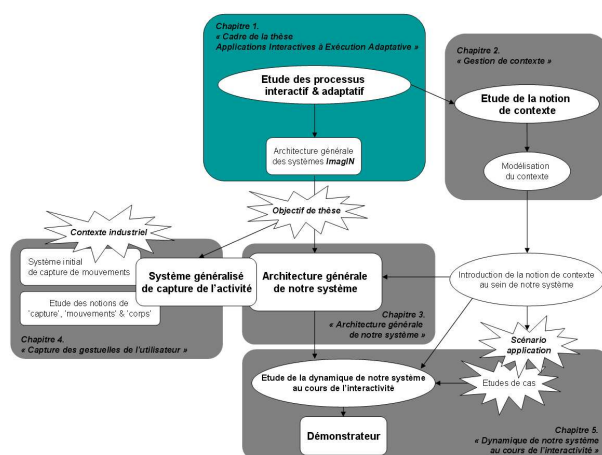 Chapitre 1.
« Cadre de la thèse
Applications Interactives à Exécution Adaptative »
Etude des processus
interactif & adaptatif
Architecture générale
des systèmes ImagIN
Chapitre 2.
« Gestion de contexte »
Etude de la notion
de contexte
Modélisation
du contexte
Objectif de thèse
Contexte industriel
Système initial
de capture de mouvements
Etude des notions de
'capture', 'mouvements' & 'corps'
Chapitre 4.
« Capture des gestuelles de l'utilisateur »
Système généralisé
de capture de l'activité
Architecture générale
de notre système
Chapitre 3.
« Architecture générale
de notre système »
Introduction de la notion de contexte
au sein de notre système
Scénario
application
Etudes de cas
Etude de la dynamique de notre système
au cours de l'interactivité
Démonstrateur
Chapitre 5.
« Dynamique de notre système
au cours de l'interactivité »